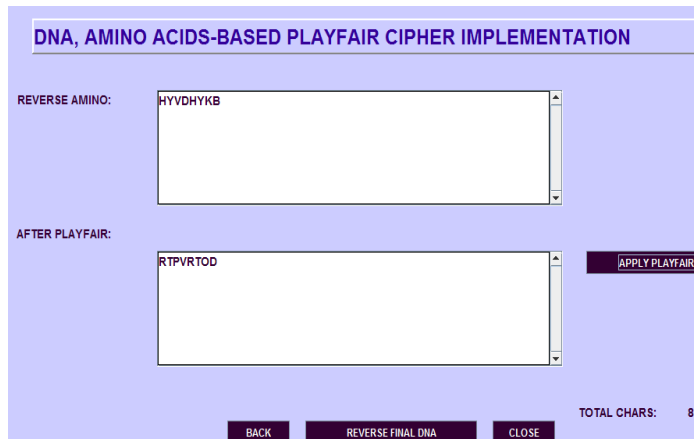 DNA, AMINO ACIDS-BASED PLAYFAIR CIPHER IMPLEMENTATION
REVERSE AMINO:
HYVDHYKB
AFTER PLAYFAIR:
RTPVRTOD
APPLY PLAYFAIR
TOTAL CHARS: 8
BACK REVERSE FINAL DNA CLOSE